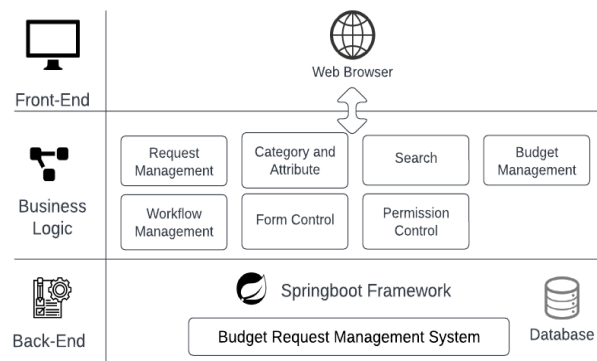 Web Browser
Front-End
Request
Management
Category and
Attribute
Search
Budget
Management
Business
Logic
Workflow
Management
Form Control
Permission
Control
Springboot Framework
Back-End
Budget Request Management System
Database